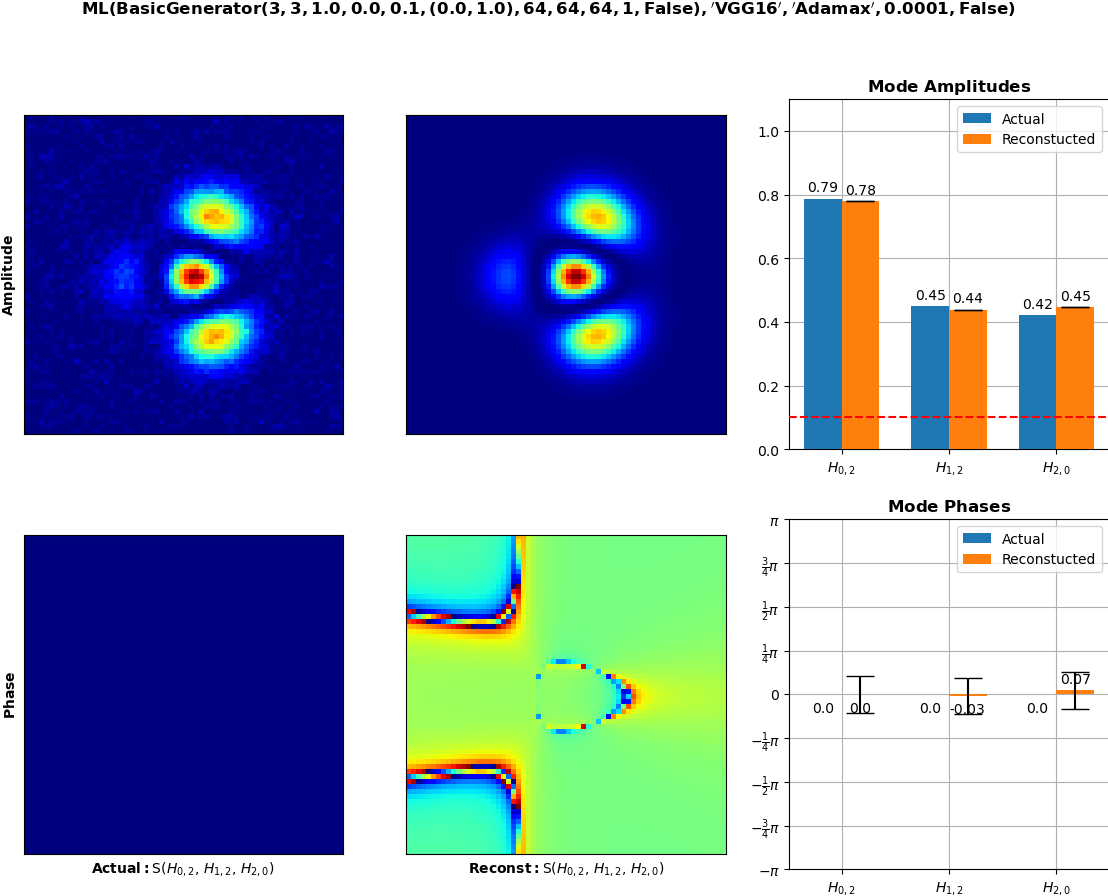 ML(BasicGenerator(3, 3, 1.0, 0.0, 0.1, (0.0, 1.0), 64, 64, 64, 1, False), ′VGG16′, ′Adamax′, 0.0001, False)
Amplitude
Mode Amplitudes
Actual
Reconstucted
1.0
0.8
0.6
0.4
0.2
0.0
0.79
0.78
0.45
0.44
0.42
0.45
H0, 2
H1, 2
H2, 0
Phase
Actual: S(H0, 2, H1, 2, H2, 0)
Reconst: S(H0, 2, H1, 2, H2, 0)
Mode Phases
Actual
Reconstucted
π
3/4π
1/2π
1/4π
0
−1/4π
−1/2π
−3/4π
−π
0.0
0.0
0.0
-0.03
0.0
0.07
H0, 2
H1, 2
H2, 0